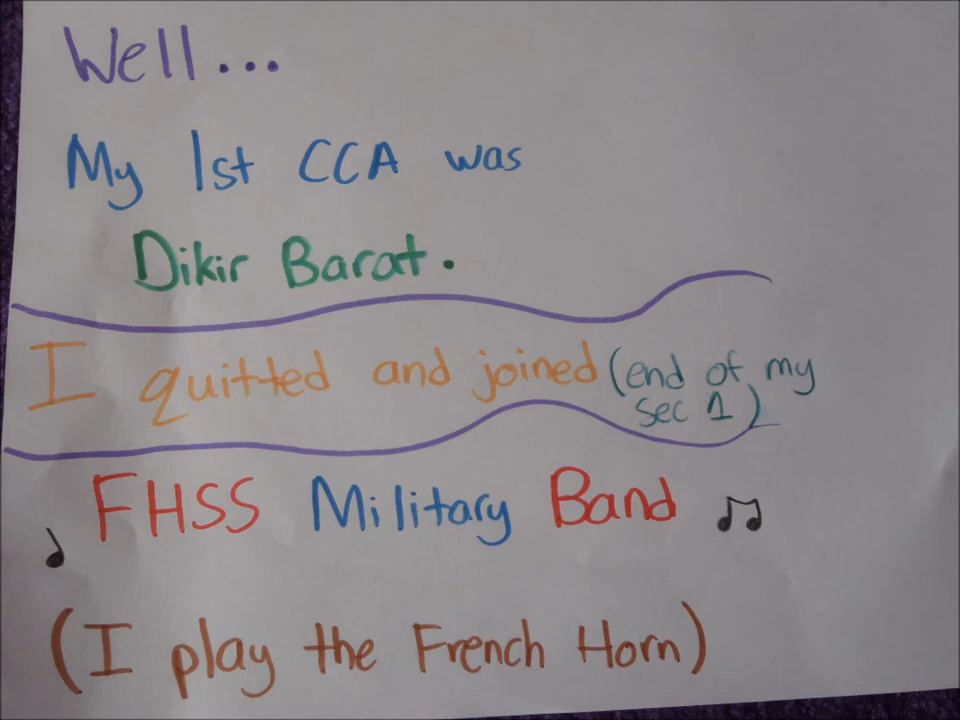 Well...
My 1st CCA was
Dikir Barat.
I quitted and joined (end of my
sec 1)
FHSS Military Band
(I play the French Horn)